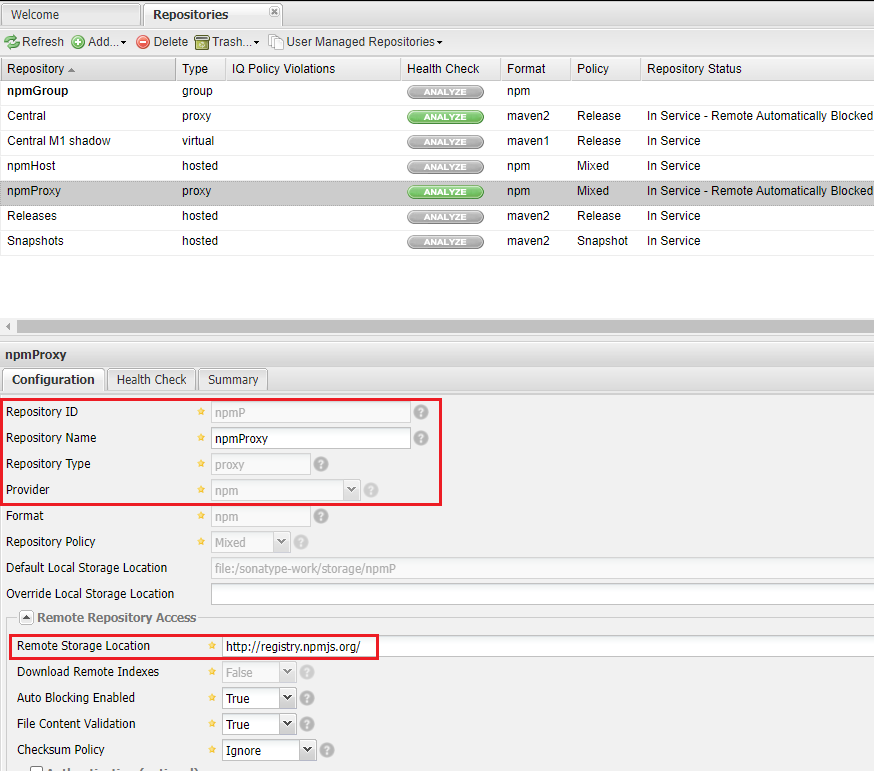 Welcome Repositories
Refresh Add... Delete Trash... User Managed Repositories
Repository Type IQ Policy Violations Health Check Format Policy Repository Status
npmGroup group ANALYZE npm
Central proxy ANALYZE maven2 Release In Service - Remote Automatically Blocked
Central M1 shadow virtual ANALYZE maven1 Release In Service
npmHost hosted ANALYZE npm Mixed In Service
npmProxy proxy ANALYZE npm Mixed In Service - Remote Automatically Blocked
Releases hosted ANALYZE maven2 Release In Service
Snapshots hosted ANALYZE maven2 Snapshot In Service
npmProxy
Configuration Health Check Summary
Repository ID npmP
Repository Name npmProxy
Repository Type proxy
Provider npm
Format npm
Repository Policy Mixed
Default Local Storage Location file:/sonatype-work/storage/npmP
Override Local Storage Location
Remote Repository Access
Remote Storage Location http://registry.npmjs.org/
Download Remote Indexes False
Auto Blocking Enabled True
File Content Validation True
Checksum Policy Ignore